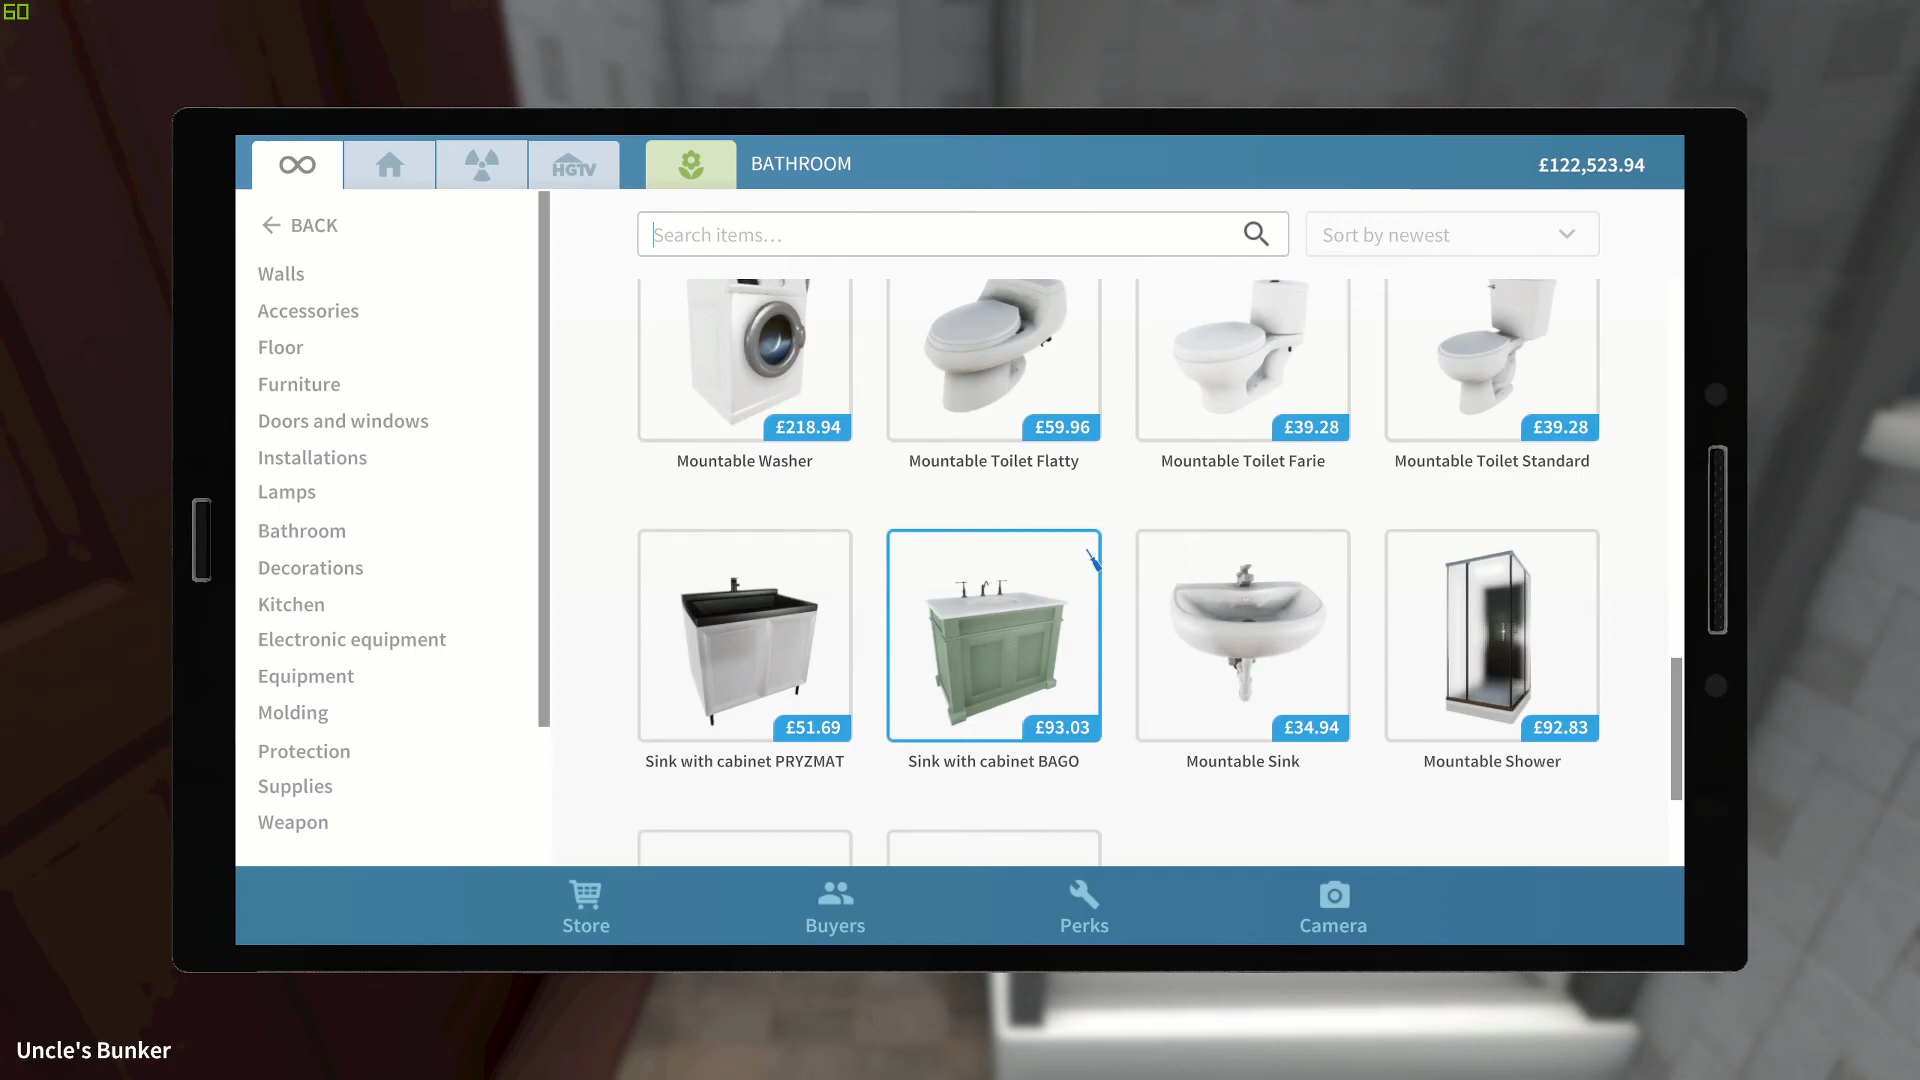 60
HGTV
BATHROOM
£122,523.94
BACK
Search items...
Sort by newest
Walls
Accessories
Floor
Furniture
Doors and windows
Installations
Lamps
Bathroom
Decorations
Kitchen
Electronic equipment
Equipment
Molding
Protection
Supplies
Weapon
£218.94
£59.96
£39.28
£39.28
Mountable Washer
Mountable Toilet Flatty
Mountable Toilet Farie
Mountable Toilet Standard
£51.69
£93.03
£34.94
£92.83
Sink with cabinet PRYZMAT
Sink with cabinet BAGO
Mountable Sink
Mountable Shower
Store
Buyers
Perks
Camera
Uncle's Bunker